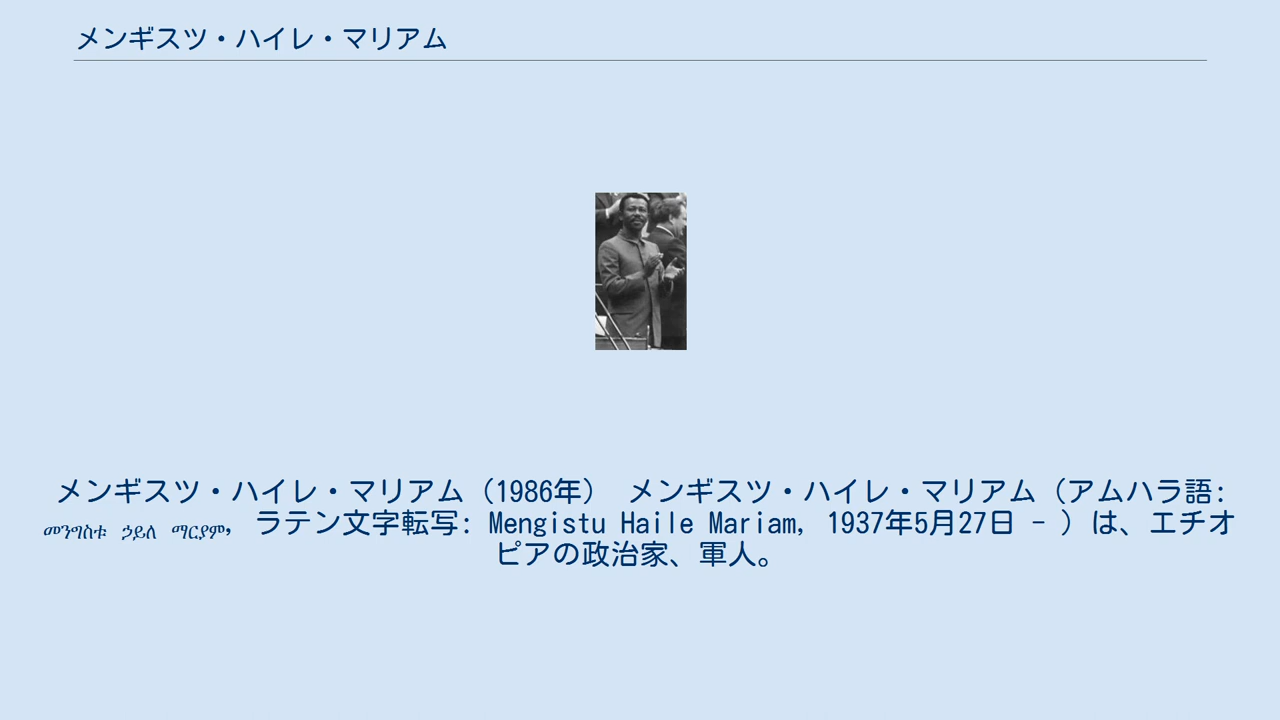 メンギスツ・ハイレ・マリアム
メンギスツ・ハイレ・マリアム（1986年） メンギスツ・ハイレ・マリアム（アムハラ語:
መንግስቱ ኃይለ ማርያም, ラテン文字転写: Mengistu Haile Mariam, 1937年5月27日 - ）は、エチオ
ピアの政治家、軍人。